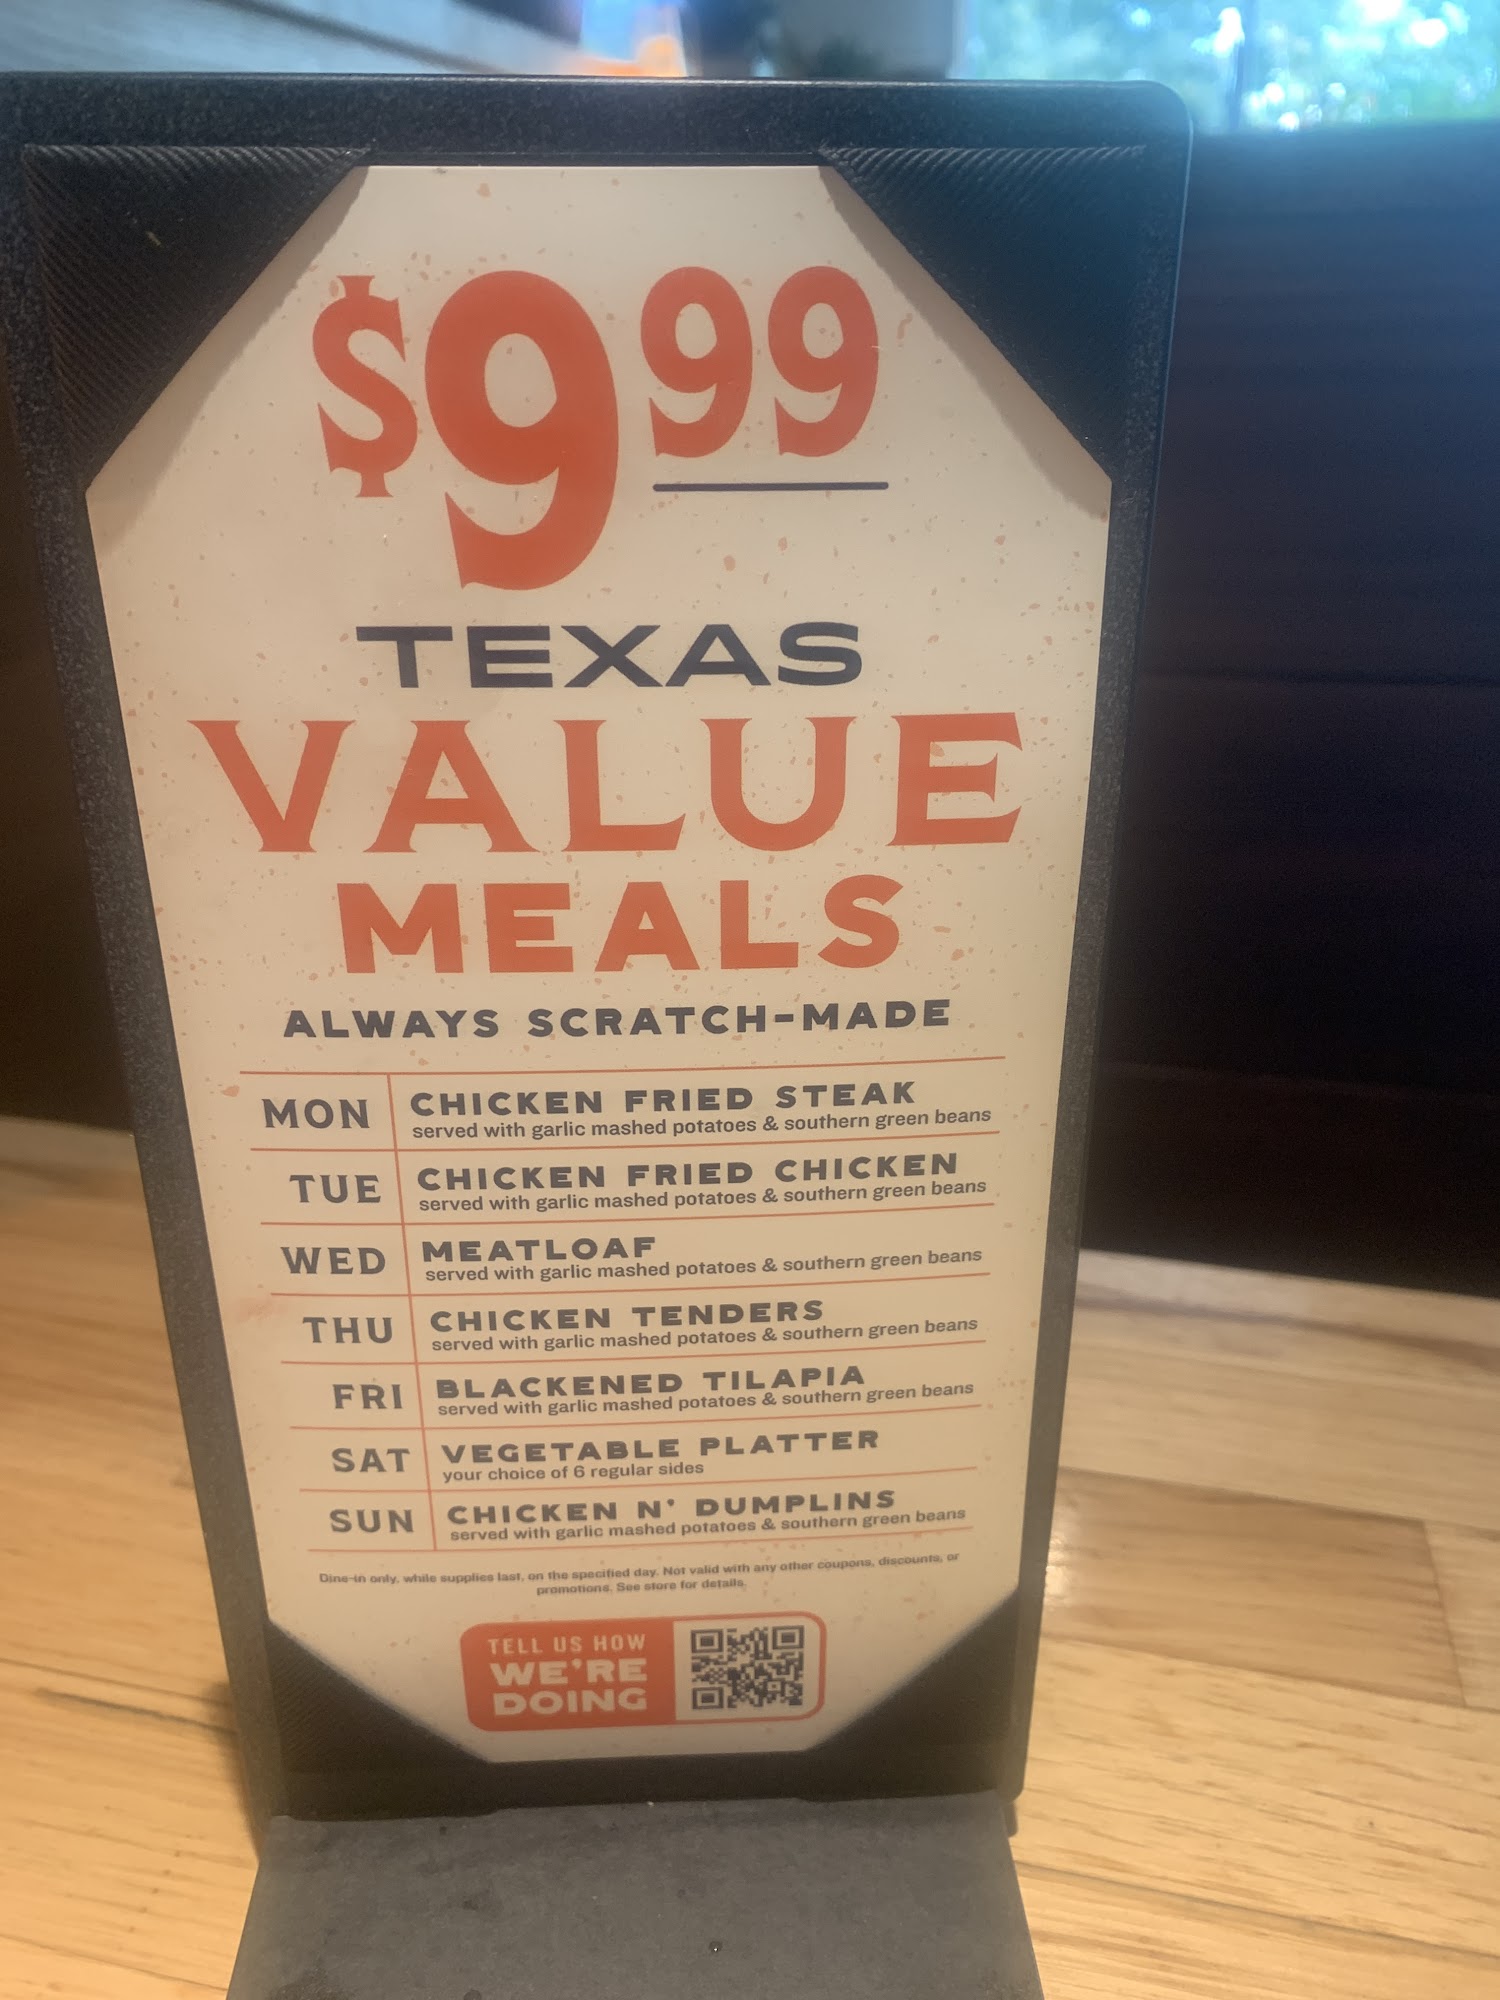 $9.99
TEXAS
VALUE
MEALS
ALWAYS SCRATCH-MADE
MON CHICKEN FRIED STEAK
served with garlic mashed potatoes & southern green beans
TUE CHICKEN FRIED CHICKEN
served with garlic mashed potatoes & southern green beans
WED MEATLOAF
served with garlic mashed potatoes & southern green beans
THU CHICKEN TENDERS
served with garlic mashed potatoes & southern green beans
FRI BLACKENED TILAPIA
served with garlic mashed potatoes & southern green beans
SAT VEGETABLE PLATTER
your choice of 6 regular sides
SUN CHICKEN N' DUMPLINS
served with garlic mashed potatoes & southern green beans
Dine-in only, while supplies last, on the specified day. Not valid with any other coupons, discounts, or
promotions. See store for details.
TELL US HOW
WE'RE
DOING